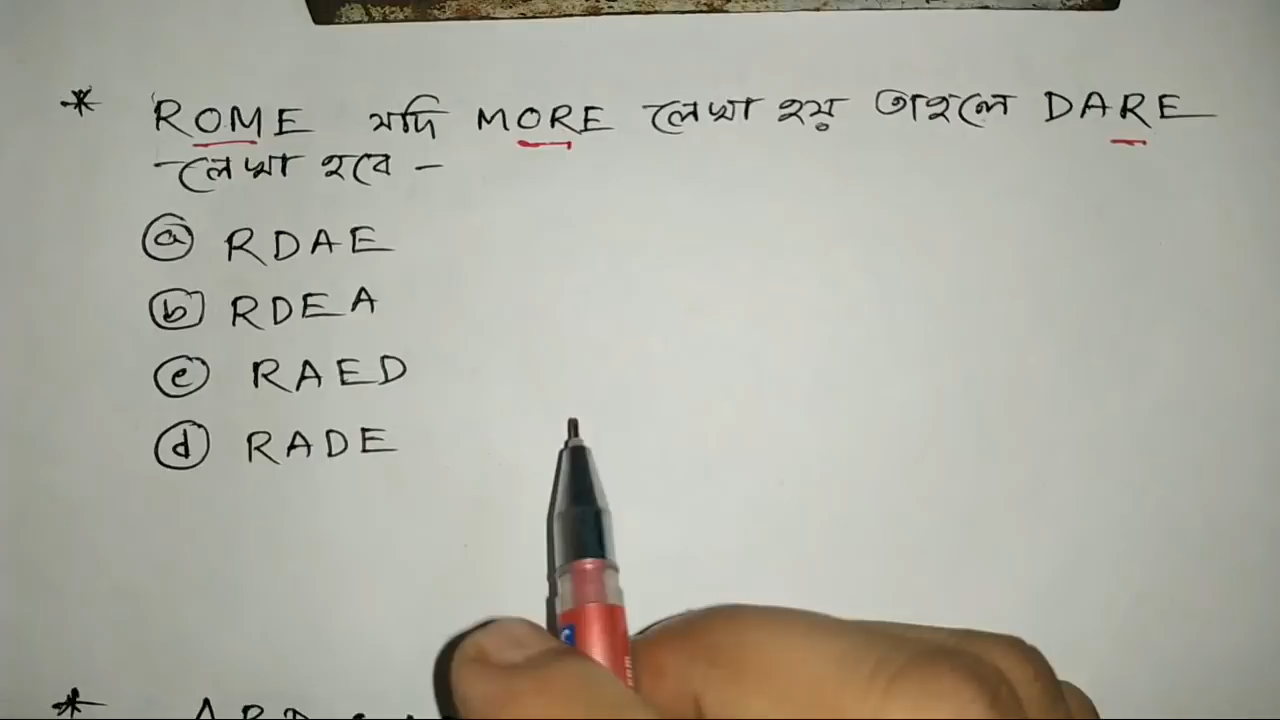 * ROME যদি MORE লেখা হয় তাহলে DARE
লেখা হবে -
(a) RDAE
(b) RDEA
(c) RAED
(d) RADE
*